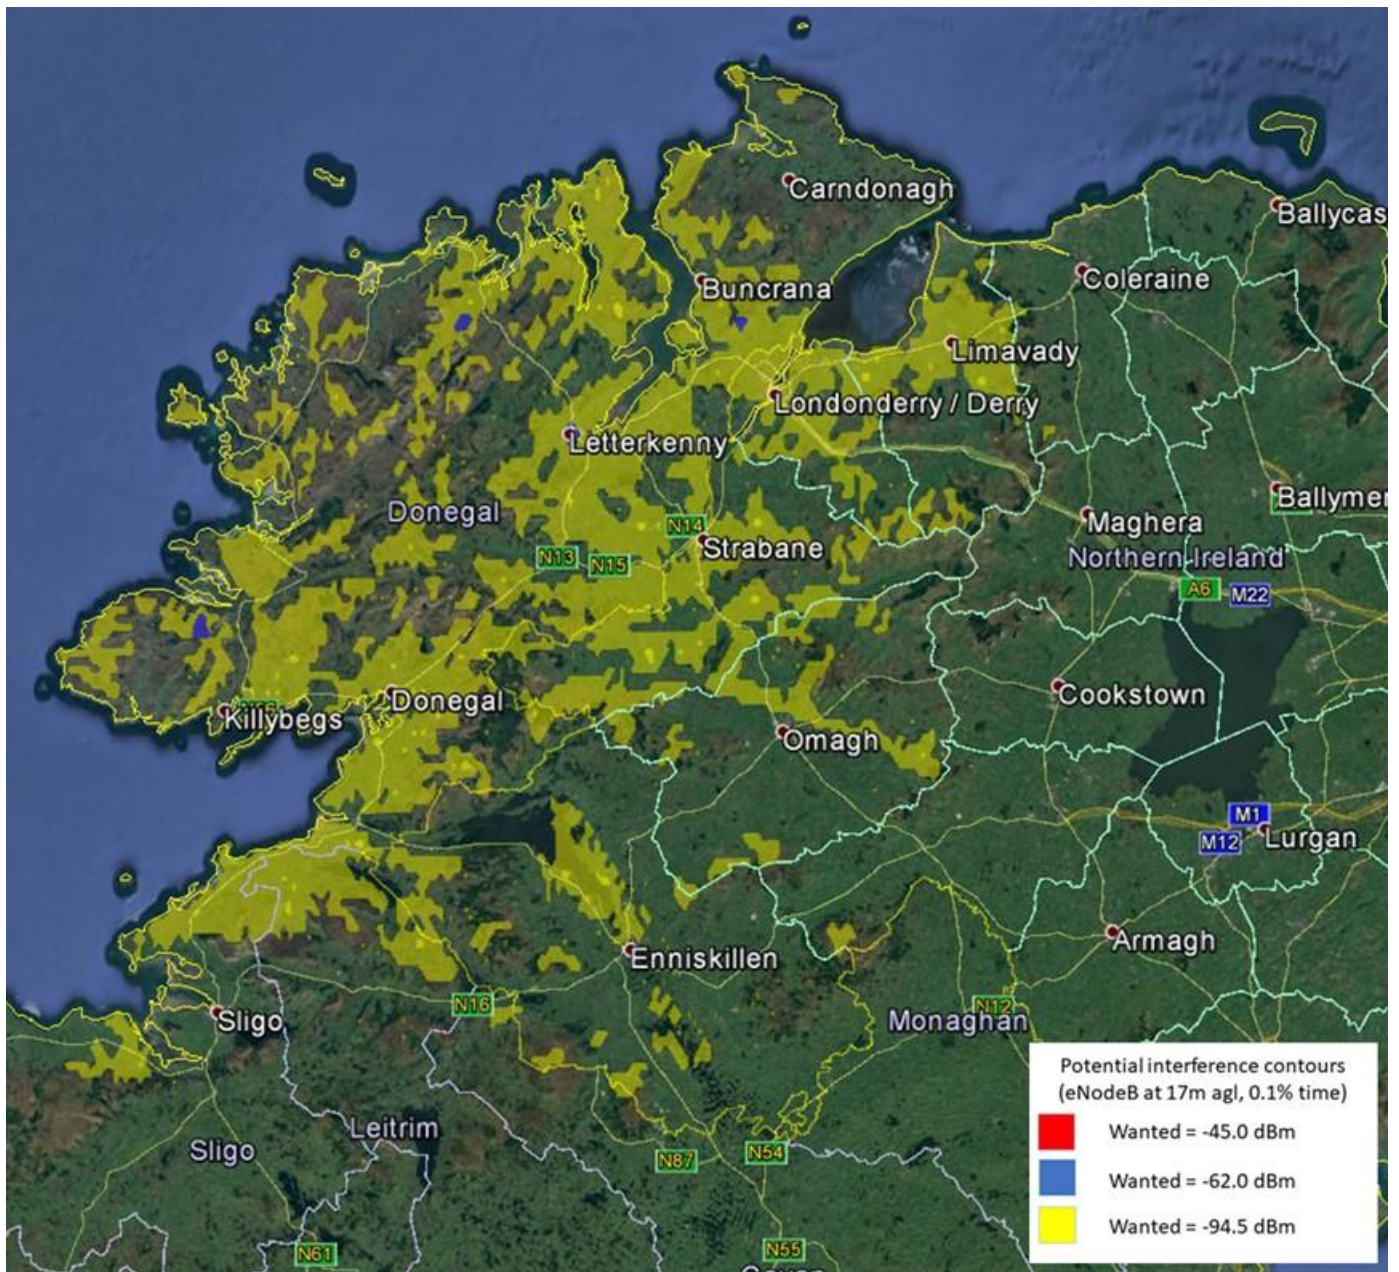 Carndonagh
Ballycas
Coleraine
Buncrana
Limavady
Londonderry / Derry
Letterkenny
Ballymen
Donegal
Maghera
N14
Strabane
Northern Ireland
N13
N15
A6
M22
Donegal
Cookstown
Killybegs
Omagh
M1
M12
Lurgan
Armagh
Enniskillen
N16
N12
Sligo
Monaghan
Potential interference contours
(eNodeB at 17m agl, 0.1% time)
Wanted = -45.0 dBm
Wanted = -62.0 dBm
Wanted = -94.5 dBm
Leitrim
Sligo
N54
N87
N61
N55